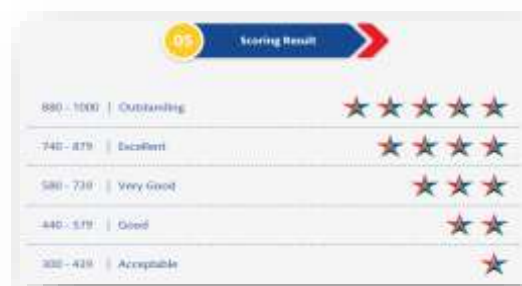 05
Scoring Result
880 - 1000 | Outstanding
740 - 879 | Excellent
580 - 739 | Very Good
440 - 579 | Good
300 - 439 | Acceptable